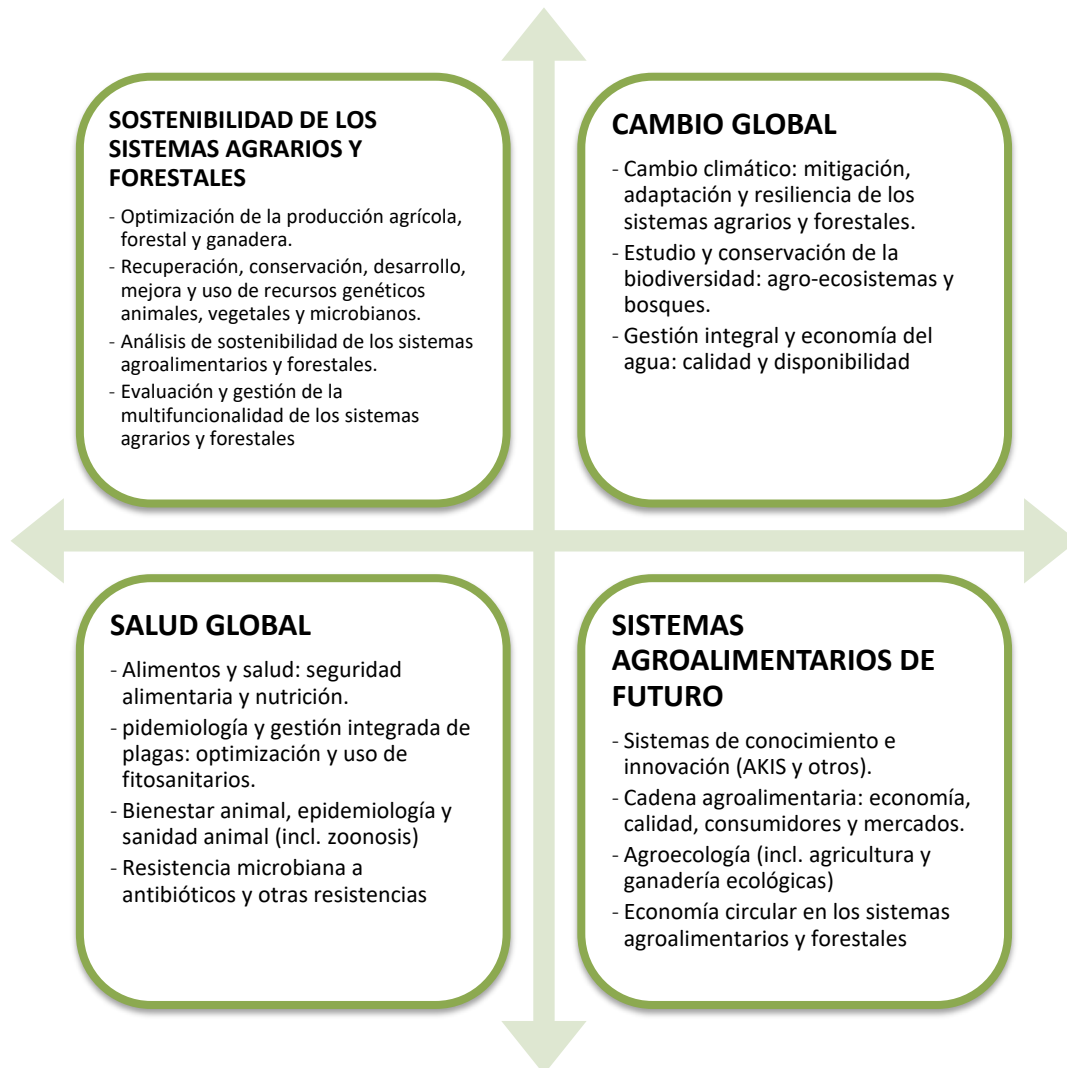 SOSTENIBILIDAD DE LOS
SISTEMAS AGRARIOS Y
FORESTALES
- Optimización de la producción agrícola,
forestal y ganadera.
- Recuperación, conservación, desarrollo,
mejora y uso de recursos genéticos
animales, vegetales y microbianos.
- Análisis de sostenibilidad de los sistemas
agroalimentarios y forestales.
- Evaluación y gestión de la
multifuncionalidad de los sistemas
agrarios y forestales
CAMBIO GLOBAL
- Cambio climático: mitigación,
adaptación y resiliencia de los
sistemas agrarios y forestales.
- Estudio y conservación de la
biodiversidad: agro-ecosistemas y
bosques.
- Gestión integral y economía del
agua: calidad y disponibilidad
SALUD GLOBAL
- Alimentos y salud: seguridad
alimentaria y nutrición.
- pidemiología y gestión integrada de
plagas: optimización y uso de
fitosanitarios.
- Bienestar animal, epidemiología y
sanidad animal (incl. zoonosis)
- Resistencia microbiana a
antibióticos y otras resistencias
SISTEMAS
AGROALIMENTARIOS DE
FUTURO
- Sistemas de conocimiento e
innovación (AKIS y otros).
- Cadena agroalimentaria: economía,
calidad, consumidores y mercados.
- Agroecología (incl. agricultura y
ganadería ecológicas)
- Economía circular en los sistemas
agroalimentarios y forestales